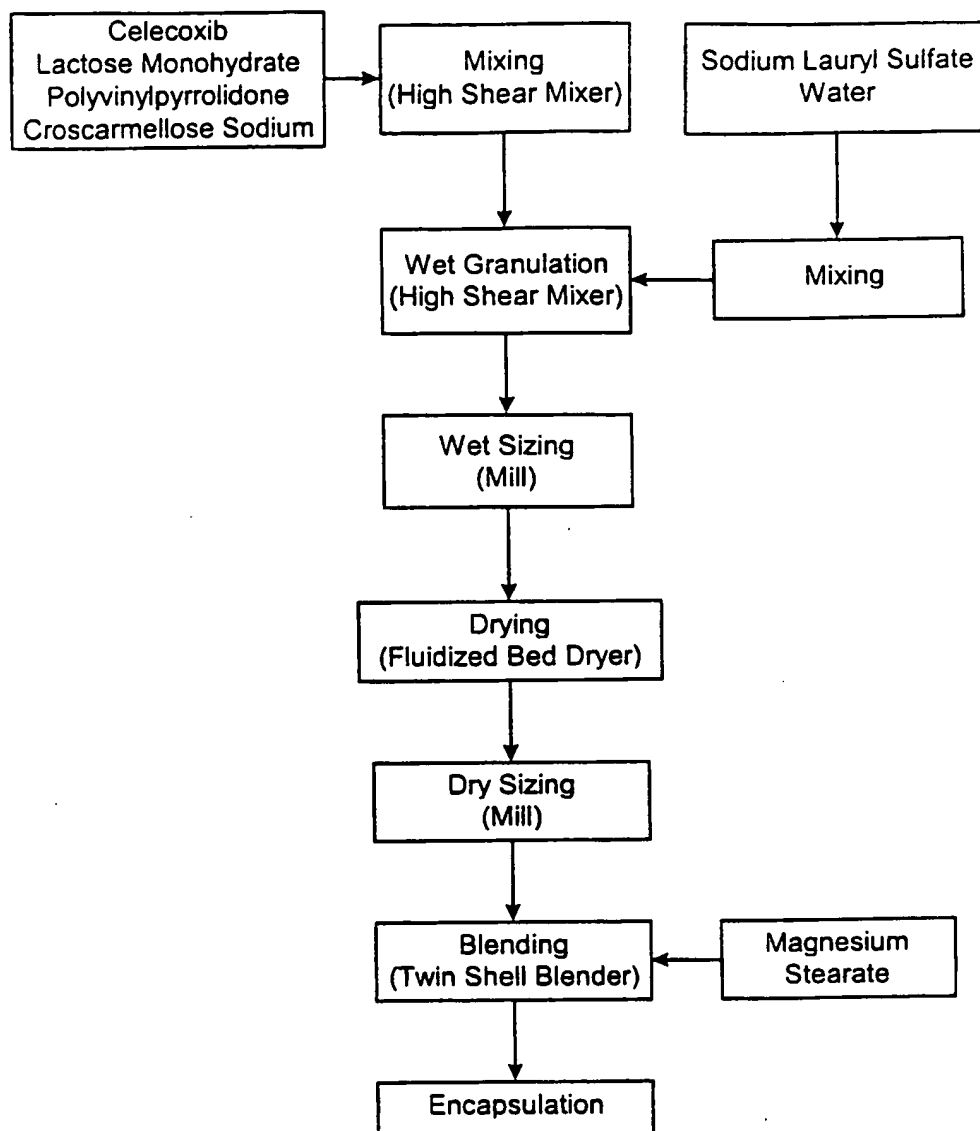 Celecoxib
Lactose Monohydrate
Polyvinylpyrrolidone
Croscarmellose Sodium
Mixing
(High Shear Mixer)
Sodium Lauryl Sulfate
Water
Wet Granulation
(High Shear Mixer)
Mixing
Wet Sizing
(Mill)
Drying
(Fluidized Bed Dryer)
Dry Sizing
(Mill)
Blending
(Twin Shell Blender)
Magnesium
Stearate
Encapsulation